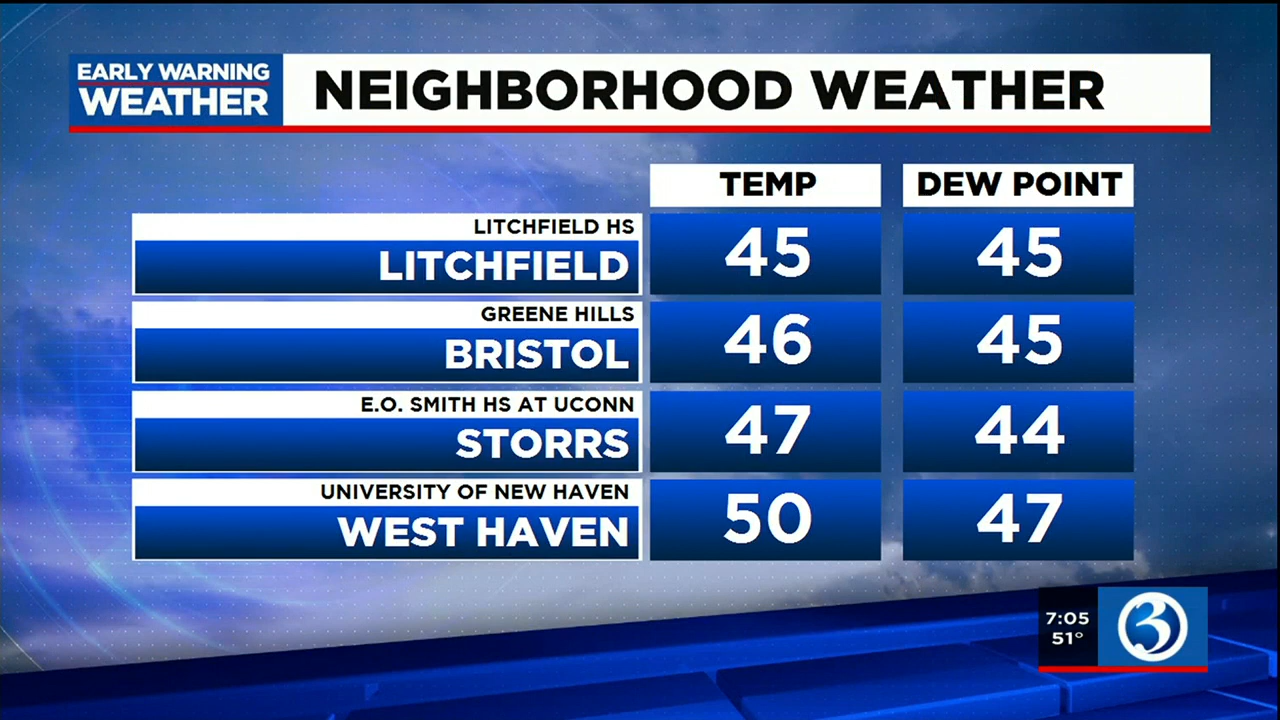 EARLY WARNING
WEATHER
NEIGHBORHOOD WEATHER
TEMP
DEW POINT
LITCHFIELD HS
LITCHFIELD
45
45
GREENE HILLS
BRISTOL
46
45
E.O. SMITH HS AT UCONN
STORRS
47
44
UNIVERSITY OF NEW HAVEN
WEST HAVEN
50
47
7:05
51°
3